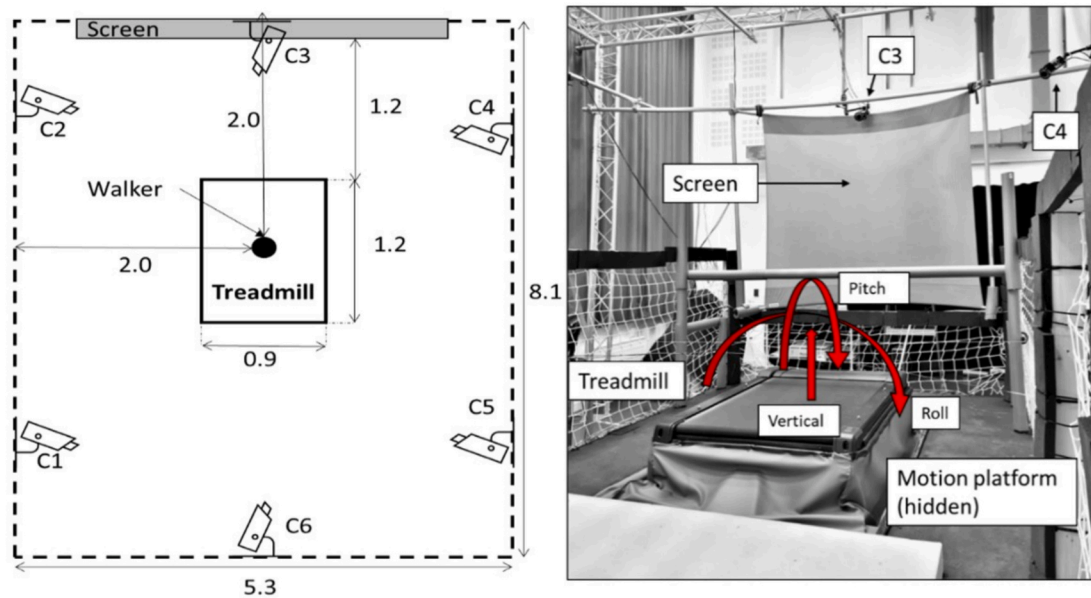 Screen
C3
C2
C4
2.0
1.2
Walker
2.0
1.2
Treadmill
0.9
8.1
C1
C5
C6
5.3
C3
C4
Screen
Pitch
Treadmill
Vertical
Roll
Motion platform
(hidden)